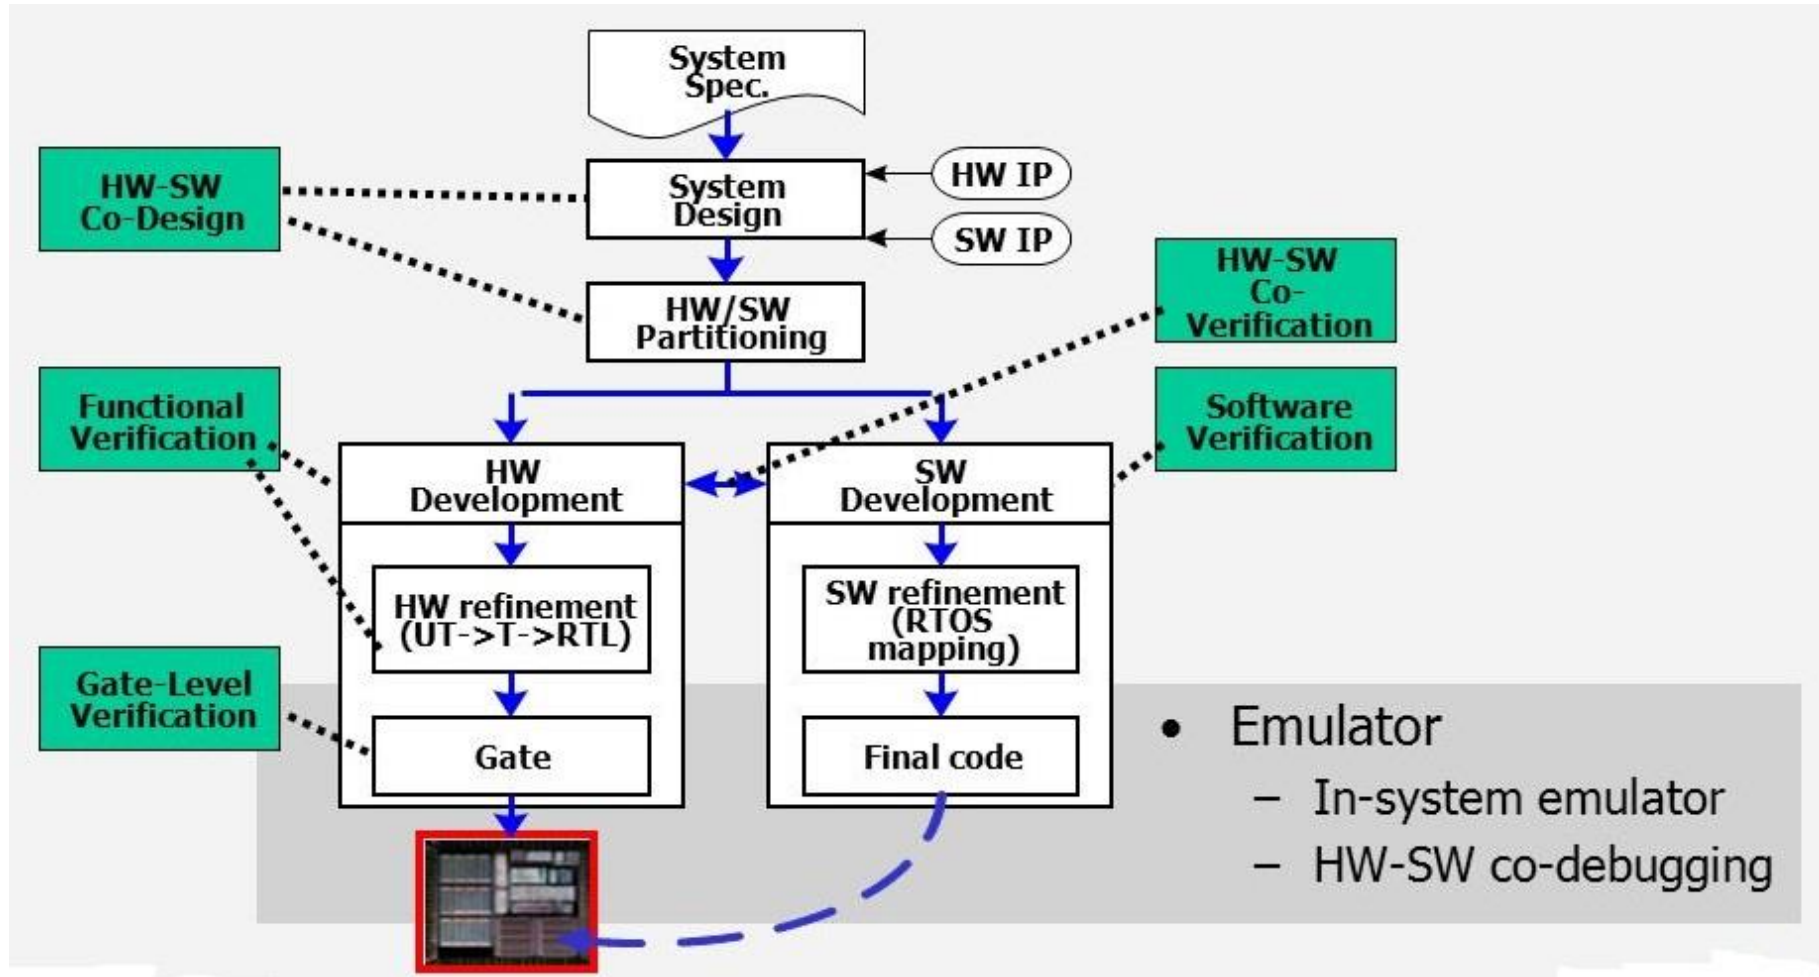 System
Spec.
HW-SW
Co-Design
System
Design
HW IP
SW IP
HW/SW
Partitioning
HW-SW
Co-
Verification
Functional
Verification
Software
Verification
HW
Development
SW
Development
HW refinement
(UT->T->RTL)
SW refinement
(RTOS
mapping)
Gate-Level
Verification
Gate
Final code
• Emulator
– In-system emulator
– HW-SW co-debugging